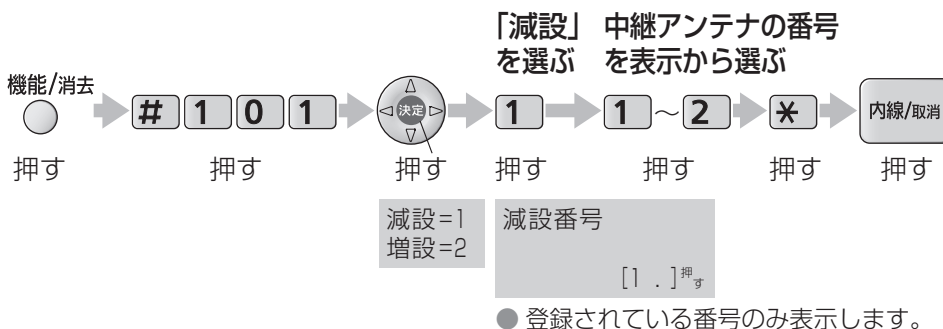 「減設」 中継アンテナの番号
を選ぶ を表示から選ぶ
機能/消去
# 1 0 1 決定 1 1～2 * 内線/取消
押す 押す 押す 押す 押す 押す 押す
減設=1 減設番号
増設=2
[1 . ]押す
● 登録されている番号のみ表示します。